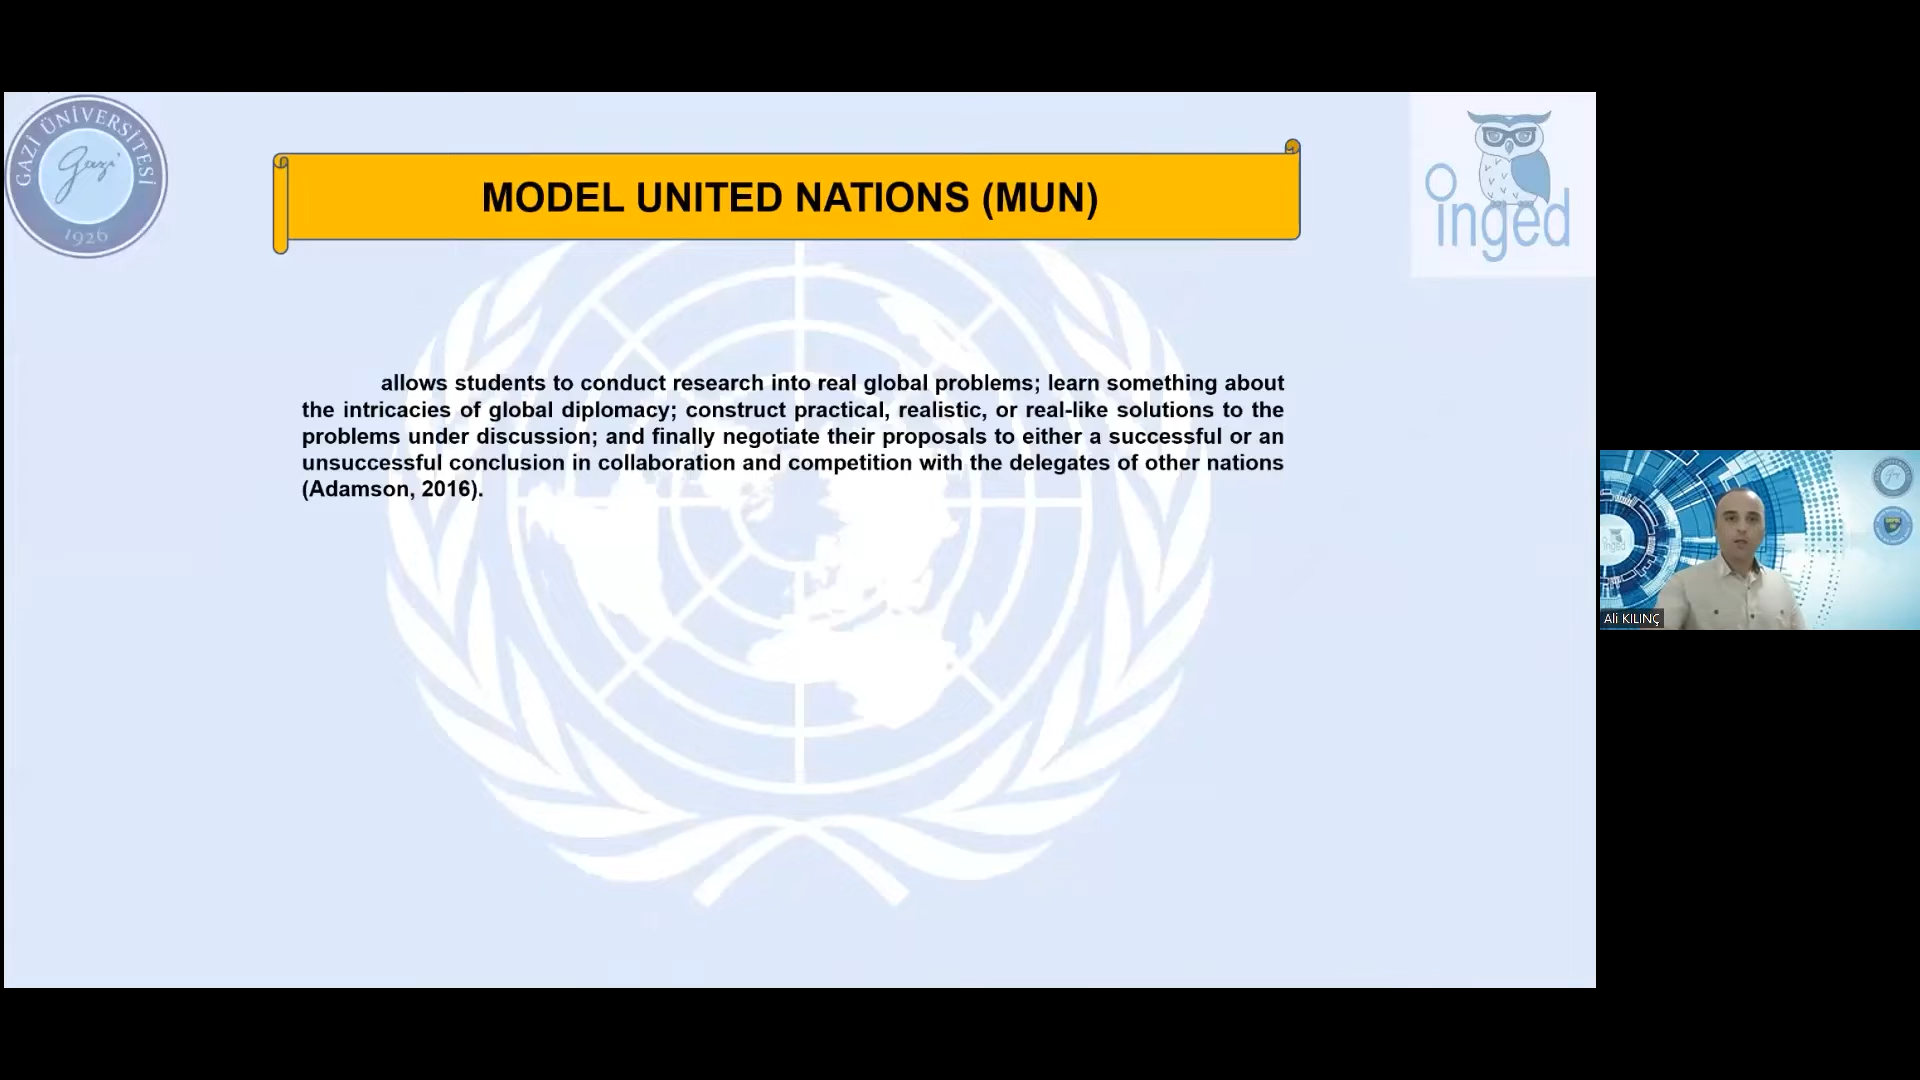 GAZİ ÜNİVERSİTESİ
Gazi
1926
MODEL UNITED NATIONS (MUN)
inged
allows students to conduct research into real global problems; learn something about
the intricacies of global diplomacy; construct practical, realistic, or real-like solutions to the
problems under discussion; and finally negotiate their proposals to either a successful or an
unsuccessful conclusion in collaboration and competition with the delegates of other nations
(Adamson, 2016).
inged
Ali KILINÇ